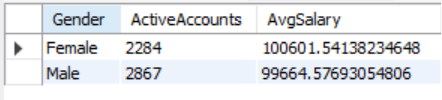 Gender ActiveAccounts AvgSalary
Female 2284 100601.54138234648
Male 2867 99664.57693054806